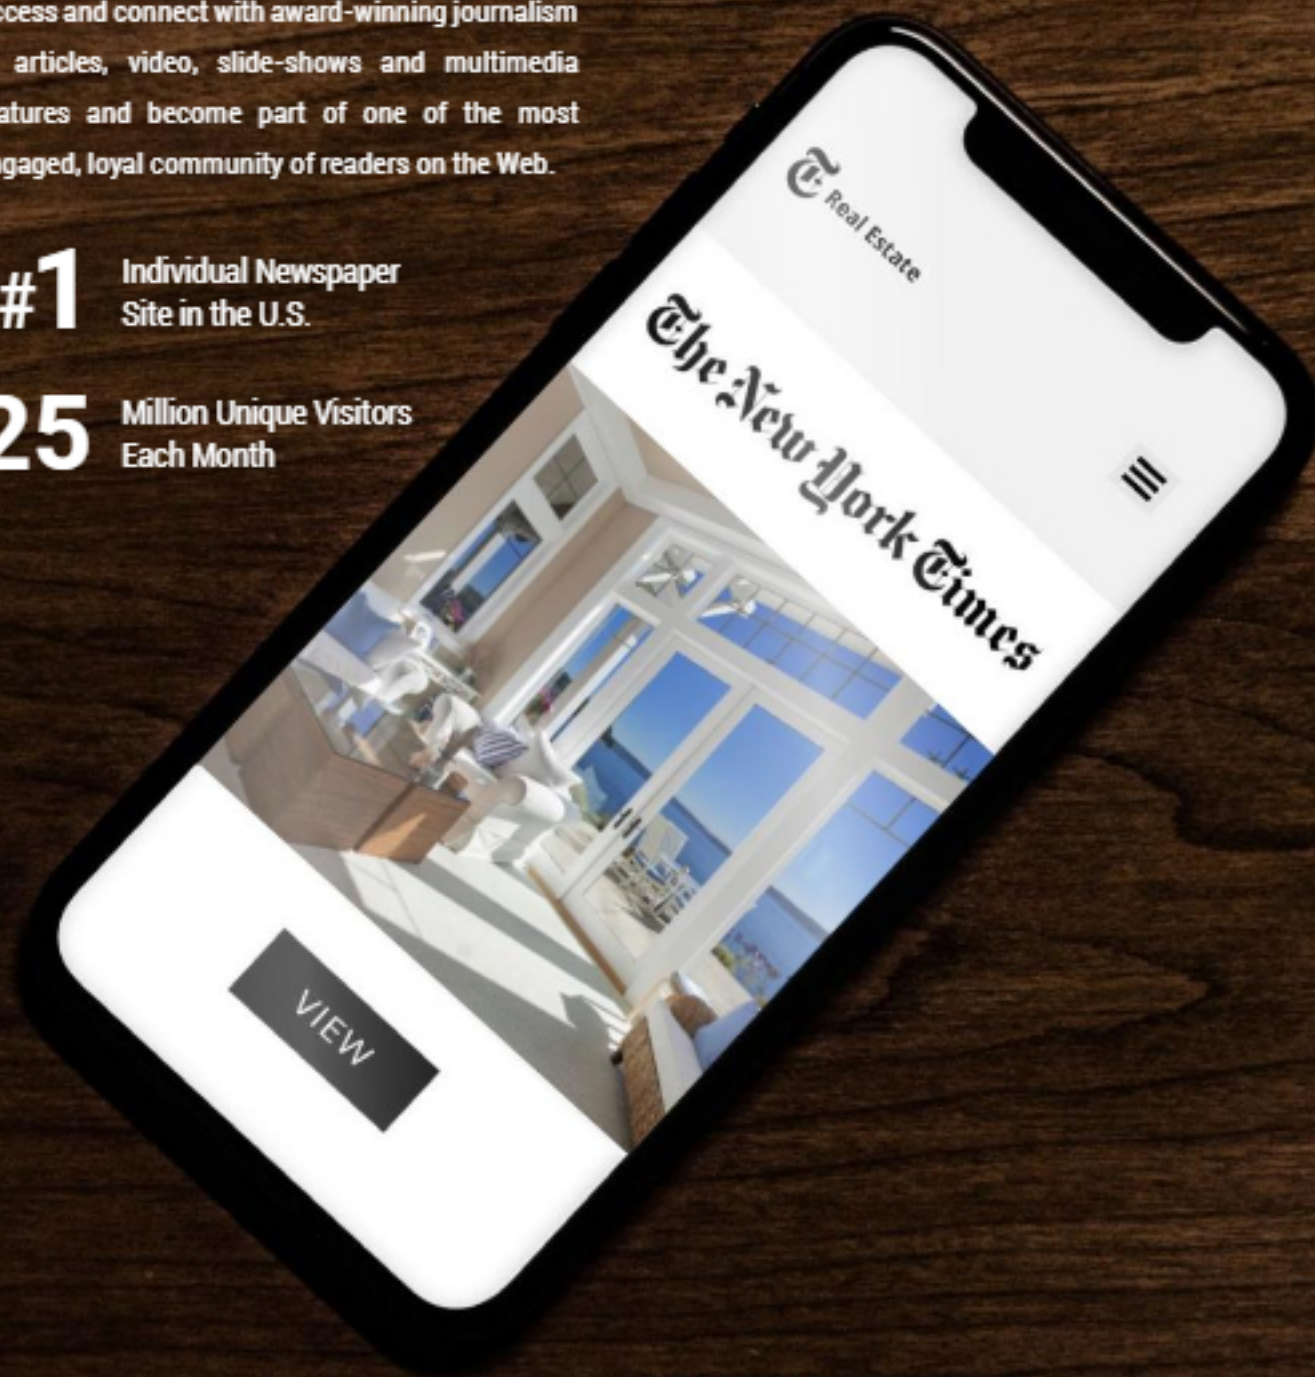 ccess and connect with award-winning journalism
articles, video, slide-shows and multimedia
atures and become part of one of the most
gaged, loyal community of readers on the Web.
#1 Individual Newspaper
Site in the U.S.
25 Million Unique Visitors
Each Month
T Real Estate
The New York Times
VIEW